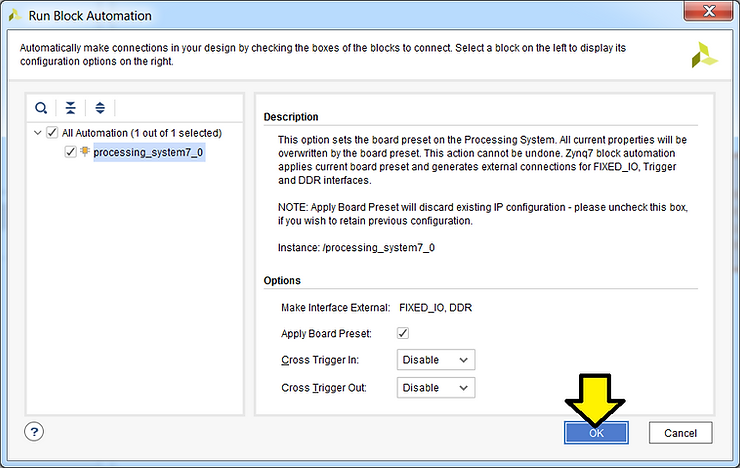 Run Block Automation
Automatically make connections in your design by checking the boxes of the blocks to connect. Select a block on the left to display its
configuration options on the right.
All Automation (1 out of 1 selected)
processing_system7_0
Description
This option sets the board preset on the Processing System. All current properties will be
overwritten by the board preset. This action cannot be undone. Zynq7 block automation
applies current board preset and generates external connections for FIXED_IO, Trigger
and DDR interfaces.
NOTE: Apply Board Preset will discard existing IP configuration - please uncheck this box,
if you wish to retain previous configuration.
Instance: /processing_system7_0
Options
Make Interface External: FIXED_IO, DDR
Apply Board Preset:
Cross Trigger In: Disable
Cross Trigger Out: Disable
?
OK
Cancel